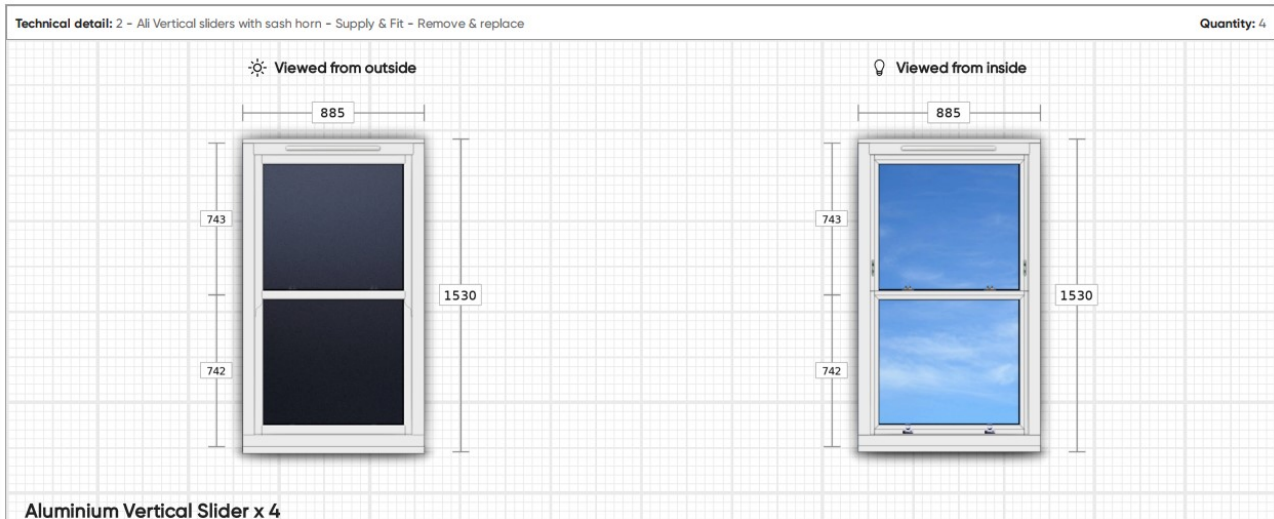 Technical detail: 2 - Ali Vertical sliders with sash horn - Supply & Fit - Remove & replace Quantity: 4
Viewed from outside Viewed from inside
885 885
743 743
1530 1530
742 742
Aluminium Vertical Slider x 4